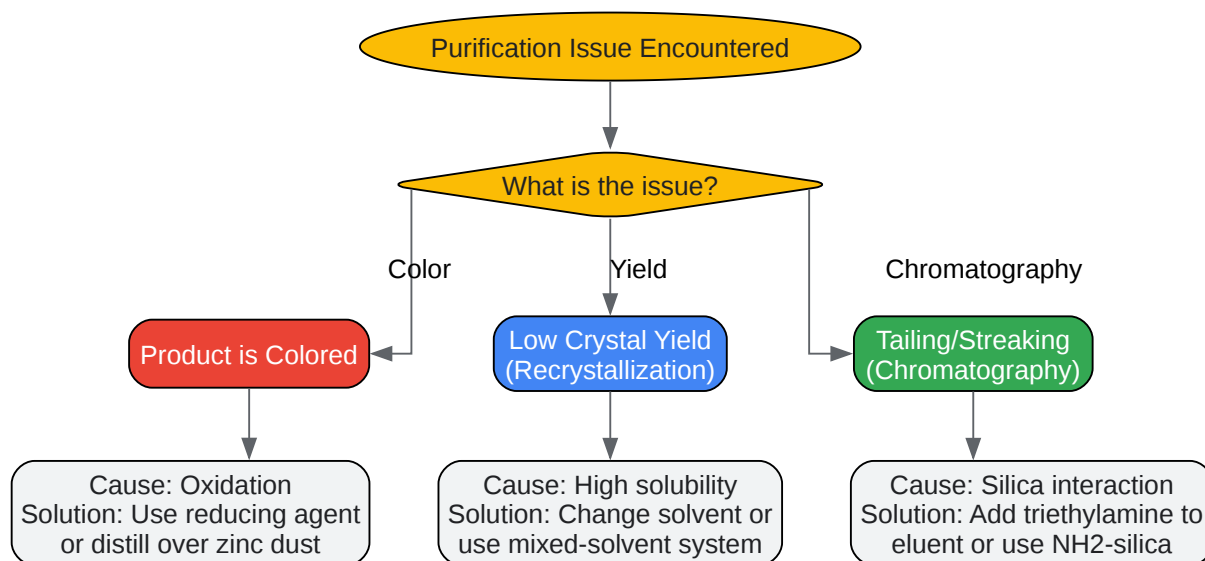 Purification Issue Encountered
What is the issue?
Color
Yield
Chromatography
Product is Colored
Low Crystal Yield
(Recrystallization)
Tailing/Streaking
(Chromatography)
Cause: Oxidation
Solution: Use reducing agent
or distill over zinc dust
Cause: High solubility
Solution: Change solvent or
use mixed-solvent system
Cause: Silica interaction
Solution: Add triethylamine to
eluent or use NH2-silica